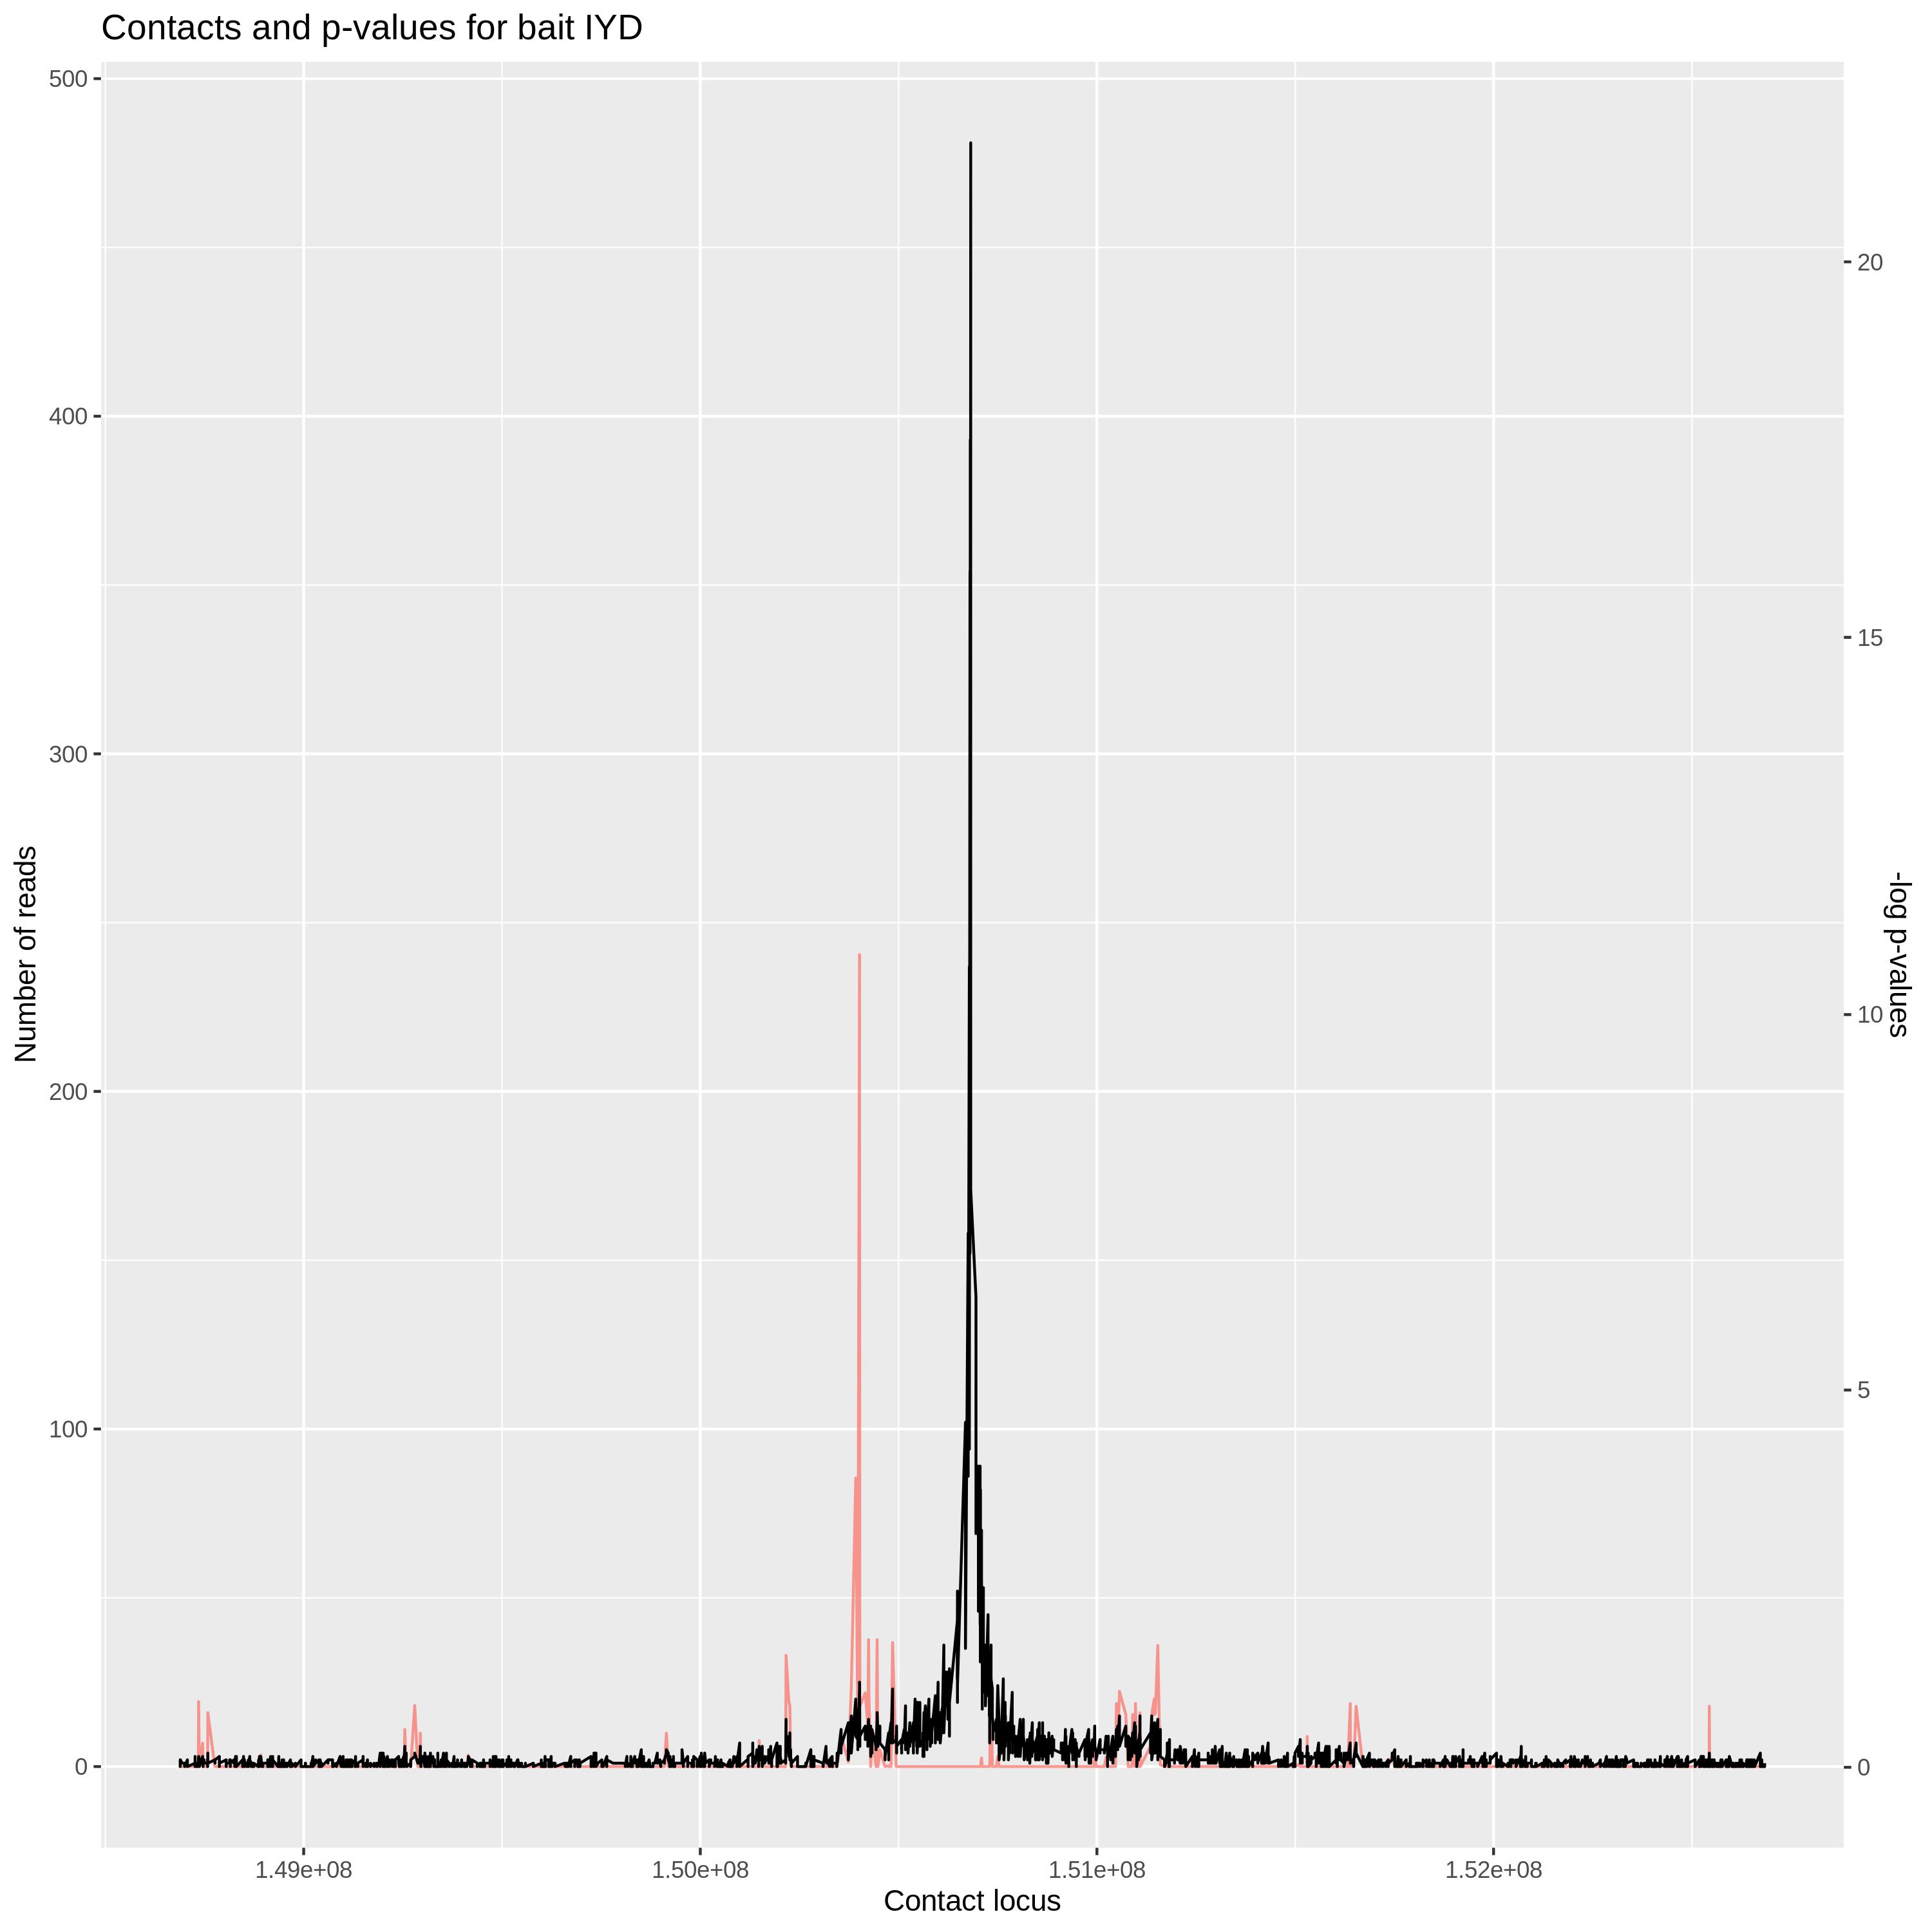 Contacts and p-values for bait IYD
500
400
300
200
100
0
Number of reads
20
15
10
5
0
-log p-values
1.49e+08
1.50e+08
1.51e+08
1.52e+08
Contact locus